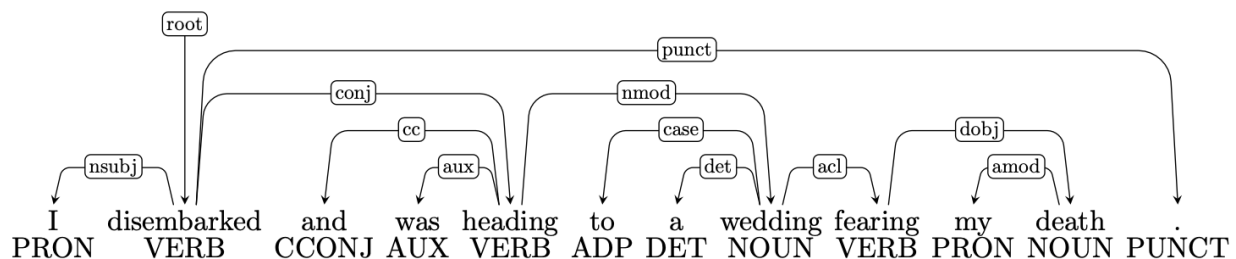 root
punct
conj nmod
cc case dobj
nsubj aux det acl amod
I disembarked and was heading to a wedding fearing my death .
PRON VERB CCONJ AUX VERB ADP DET NOUN VERB PRON NOUN PUNCT